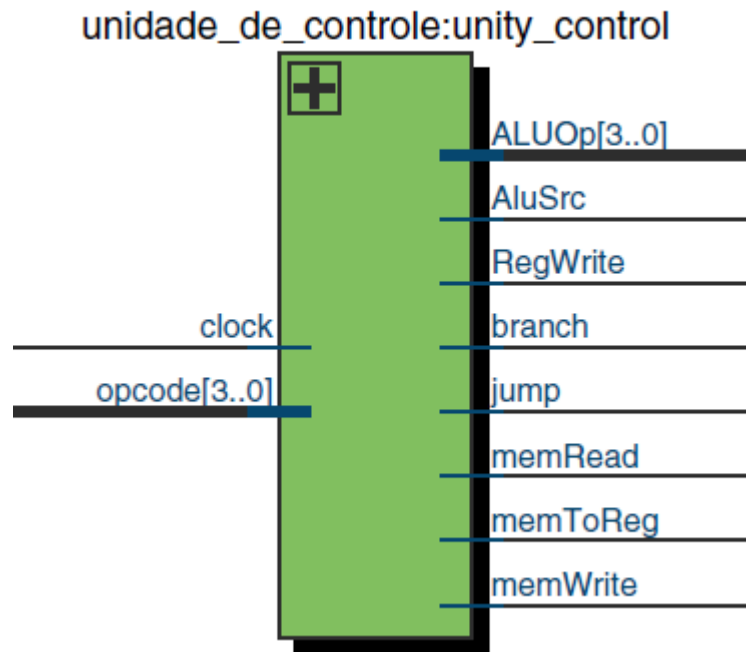 unidade_de_controle:unity_control
ALUOp[3..0]
AluSrc
RegWrite
clock
branch
opcode[3..0]
jump
memRead
memToReg
memWrite